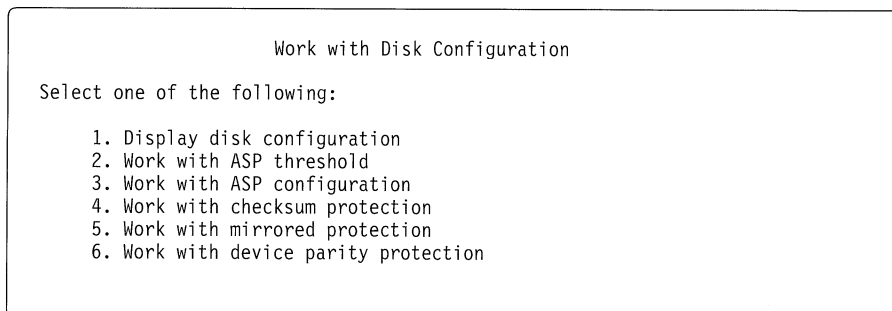 Work with Disk Configuration
Select one of the following:
1. Display disk configuration
2. Work with ASP threshold
3. Work with ASP configuration
4. Work with checksum protection
5. Work with mirrored protection
6. Work with device parity protection